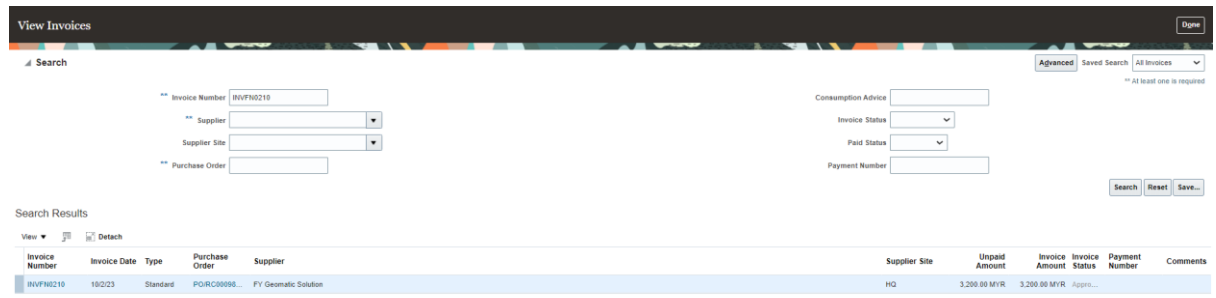 View Invoices
Done
Search
Advanced Saved Search All Invoices
** At least one is required
** Invoice Number INVFN0210
Consumption Advice
** Supplier
Invoice Status
Supplier Site
Paid Status
** Purchase Order
Payment Number
Search Reset Save...
Search Results
View Detach
Invoice Number Invoice Date Type Purchase Order Supplier Supplier Site Unpaid Amount Invoice Amount Invoice Status Payment Number Comments
INVFN0210 10/2/23 Standard PO/RC00098... FY Geomatic Solution HQ 3,200.00 MYR 3,200.00 MYR Appro...